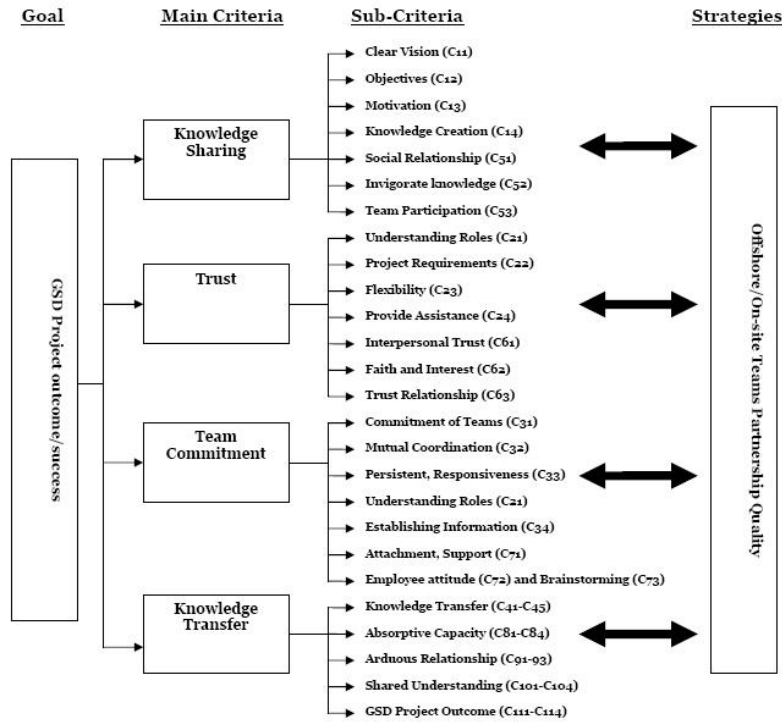 Goal
Main Criteria
Sub-Criteria
Strategies
GSD Project outcome/success
Knowledge
Sharing
Clear Vision (C11)
Objectives (C12)
Motivation (C13)
Knowledge Creation (C14)
Social Relationship (C51)
Invigorate knowledge (C52)
Team Participation (C53)
Trust
Understanding Roles (C21)
Project Requirements (C22)
Flexibility (C23)
Provide Assistance (C24)
Interpersonal Trust (C61)
Faith and Interest (C62)
Trust Relationship (C63)
Team
Commitment
Commitment of Teams (C31)
Mutual Coordination (C32)
Persistent, Responsiveness (C33)
Understanding Roles (C21)
Establishing Information (C34)
Attachment, Support (C71)
Employee attitude (C72) and Brainstorming (C73)
Knowledge
Transfer
Knowledge Transfer (C41-C45)
Absorptive Capacity (C81-C84)
Arduous Relationship (C91-93)
Shared Understanding (C101-C104)
GSD Project Outcome (C111-C114)
Offshore/On-site Teams Partnership Quality